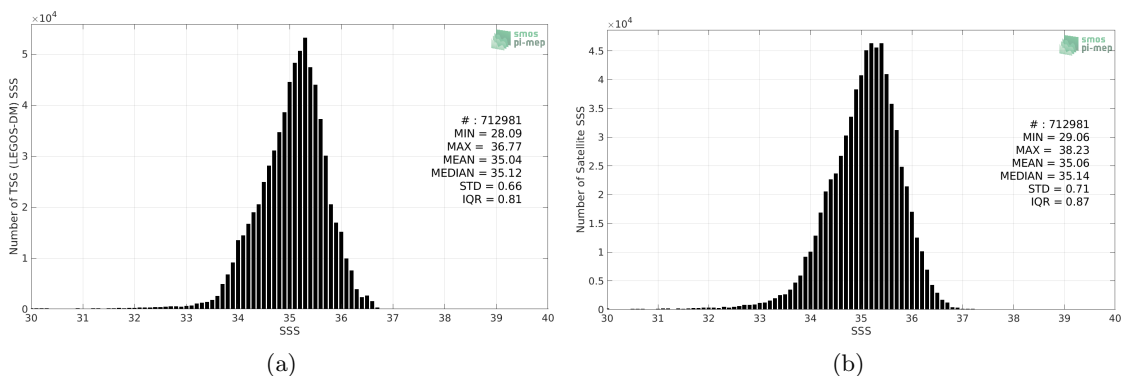 ×10⁴
smos
pi-mep
Number of TSG (LEGOS-DM) SSS
5
4
3
2
1
0
# : 712981
MIN = 28.09
MAX = 36.77
MEAN = 35.04
MEDIAN = 35.12
STD = 0.66
IQR = 0.81
30 31 32 33 34 35 36 37 38 39 40
SSS
(a)
×10⁴
smos
pi-mep
Number of Satellite SSS
4.5
4
3.5
3
2.5
2
1.5
1
0.5
0
# : 712981
MIN = 29.06
MAX = 38.23
MEAN = 35.06
MEDIAN = 35.14
STD = 0.71
IQR = 0.87
30 31 32 33 34 35 36 37 38 39 40
SSS
(b)